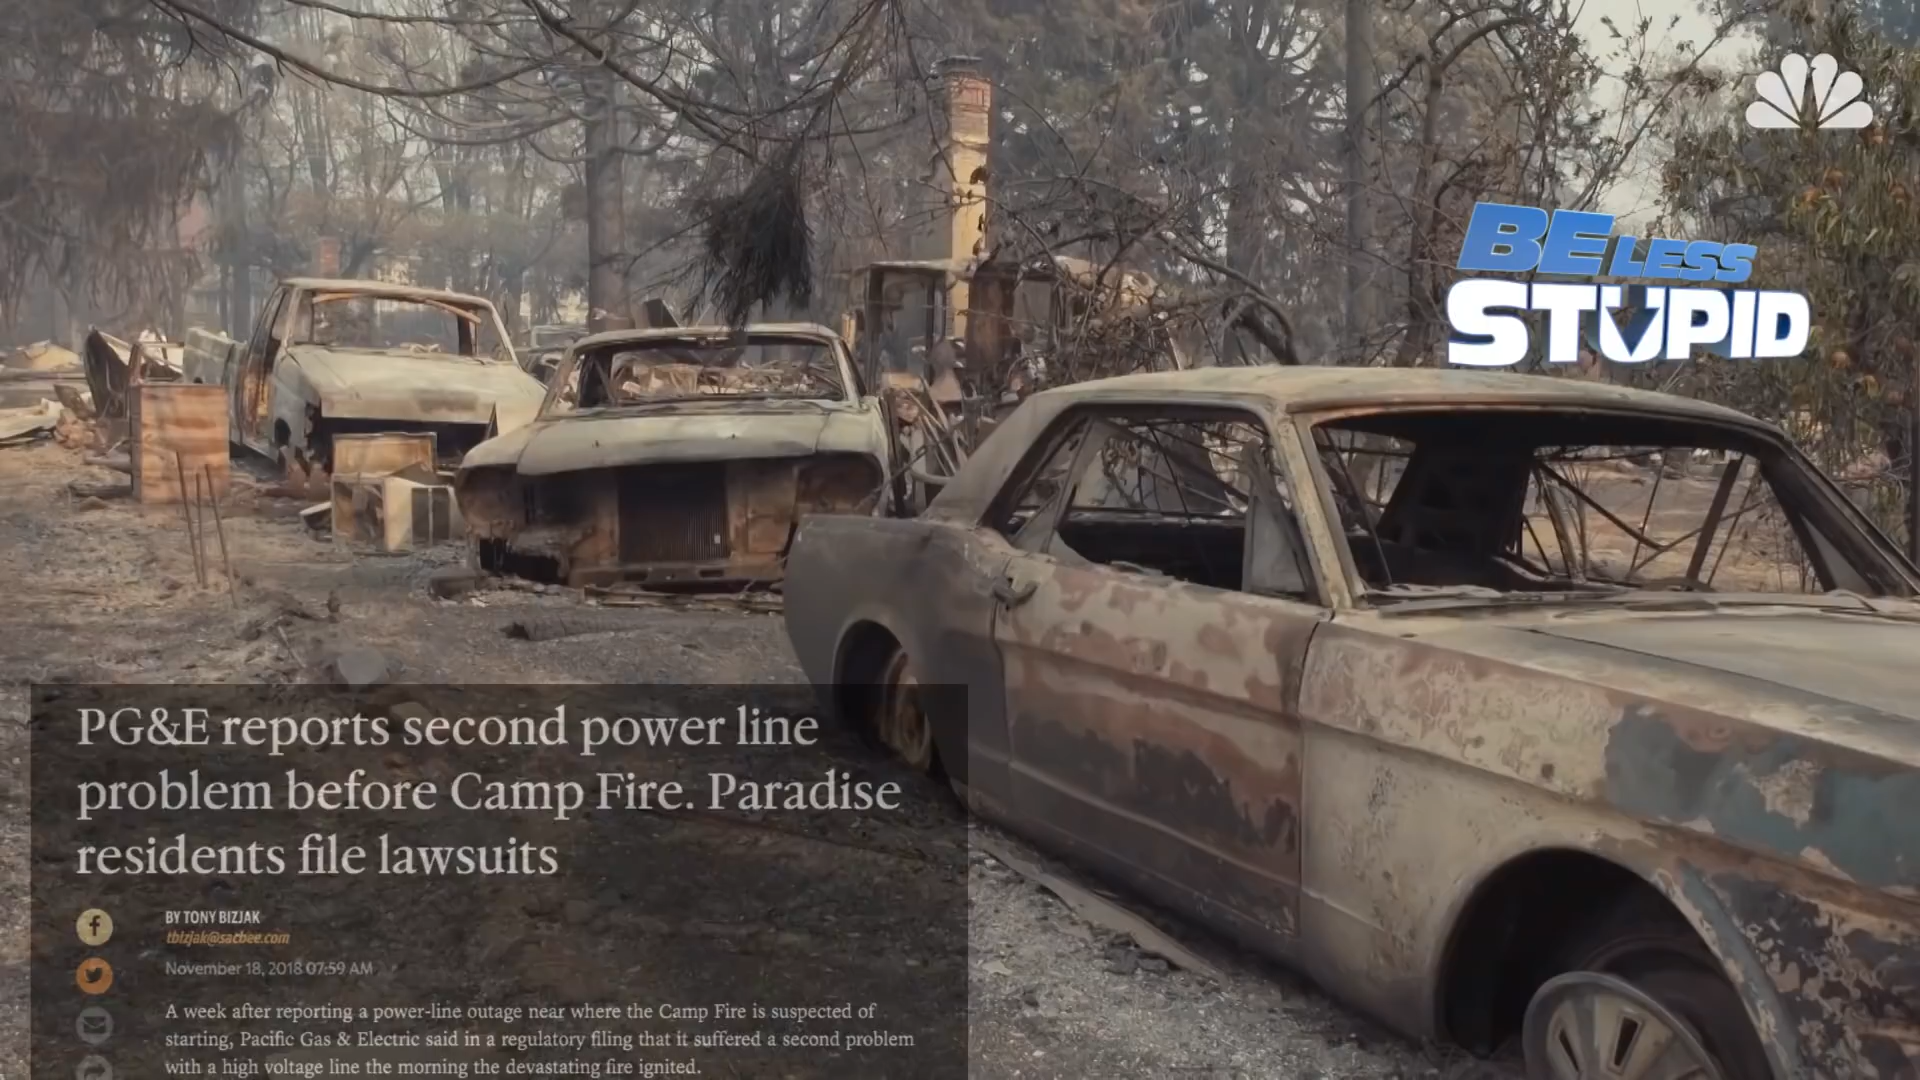 BE LESS
STUPID
PG&E reports second power line
problem before Camp Fire. Paradise
residents file lawsuits
BY TONY BIZJAK
tbizjak@sacbee.com
November 18, 2018 07:59 AM
A week after reporting a power-line outage near where the Camp Fire is suspected of
starting, Pacific Gas & Electric said in a regulatory filing that it suffered a second problem
with a high voltage line the morning the devastating fire ignited.